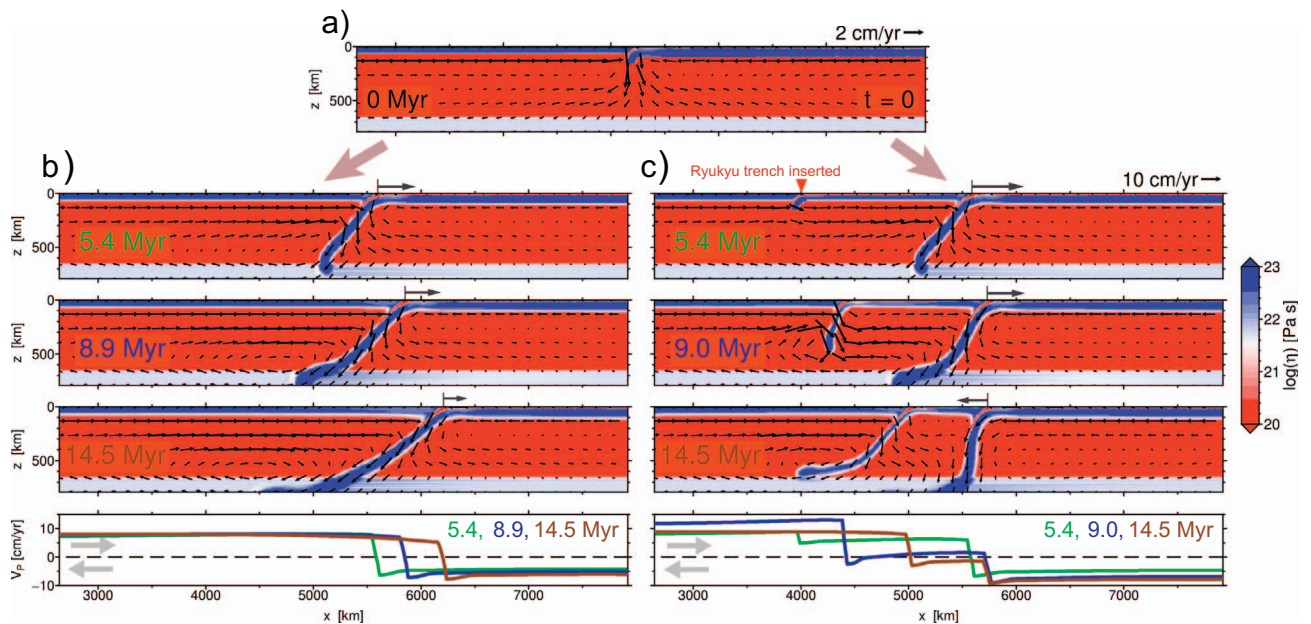 a)
2 cm/yr
0
z [km]
500
0 Myr
t = 0
b)
c)
Ryukyu trench inserted
10 cm/yr
0
z [km]
500
5.4 Myr
5.4 Myr
0
z [km]
500
8.9 Myr
9.0 Myr
0
z [km]
500
14.5 Myr
14.5 Myr
23
22
21
20
log(η) [Pa s]
10
0
−10
VP [cm/yr]
5.4, 8.9, 14.5 Myr
5.4, 9.0, 14.5 Myr
3000 4000 5000 6000 7000
3000 4000 5000 6000 7000
x [km]
x [km]